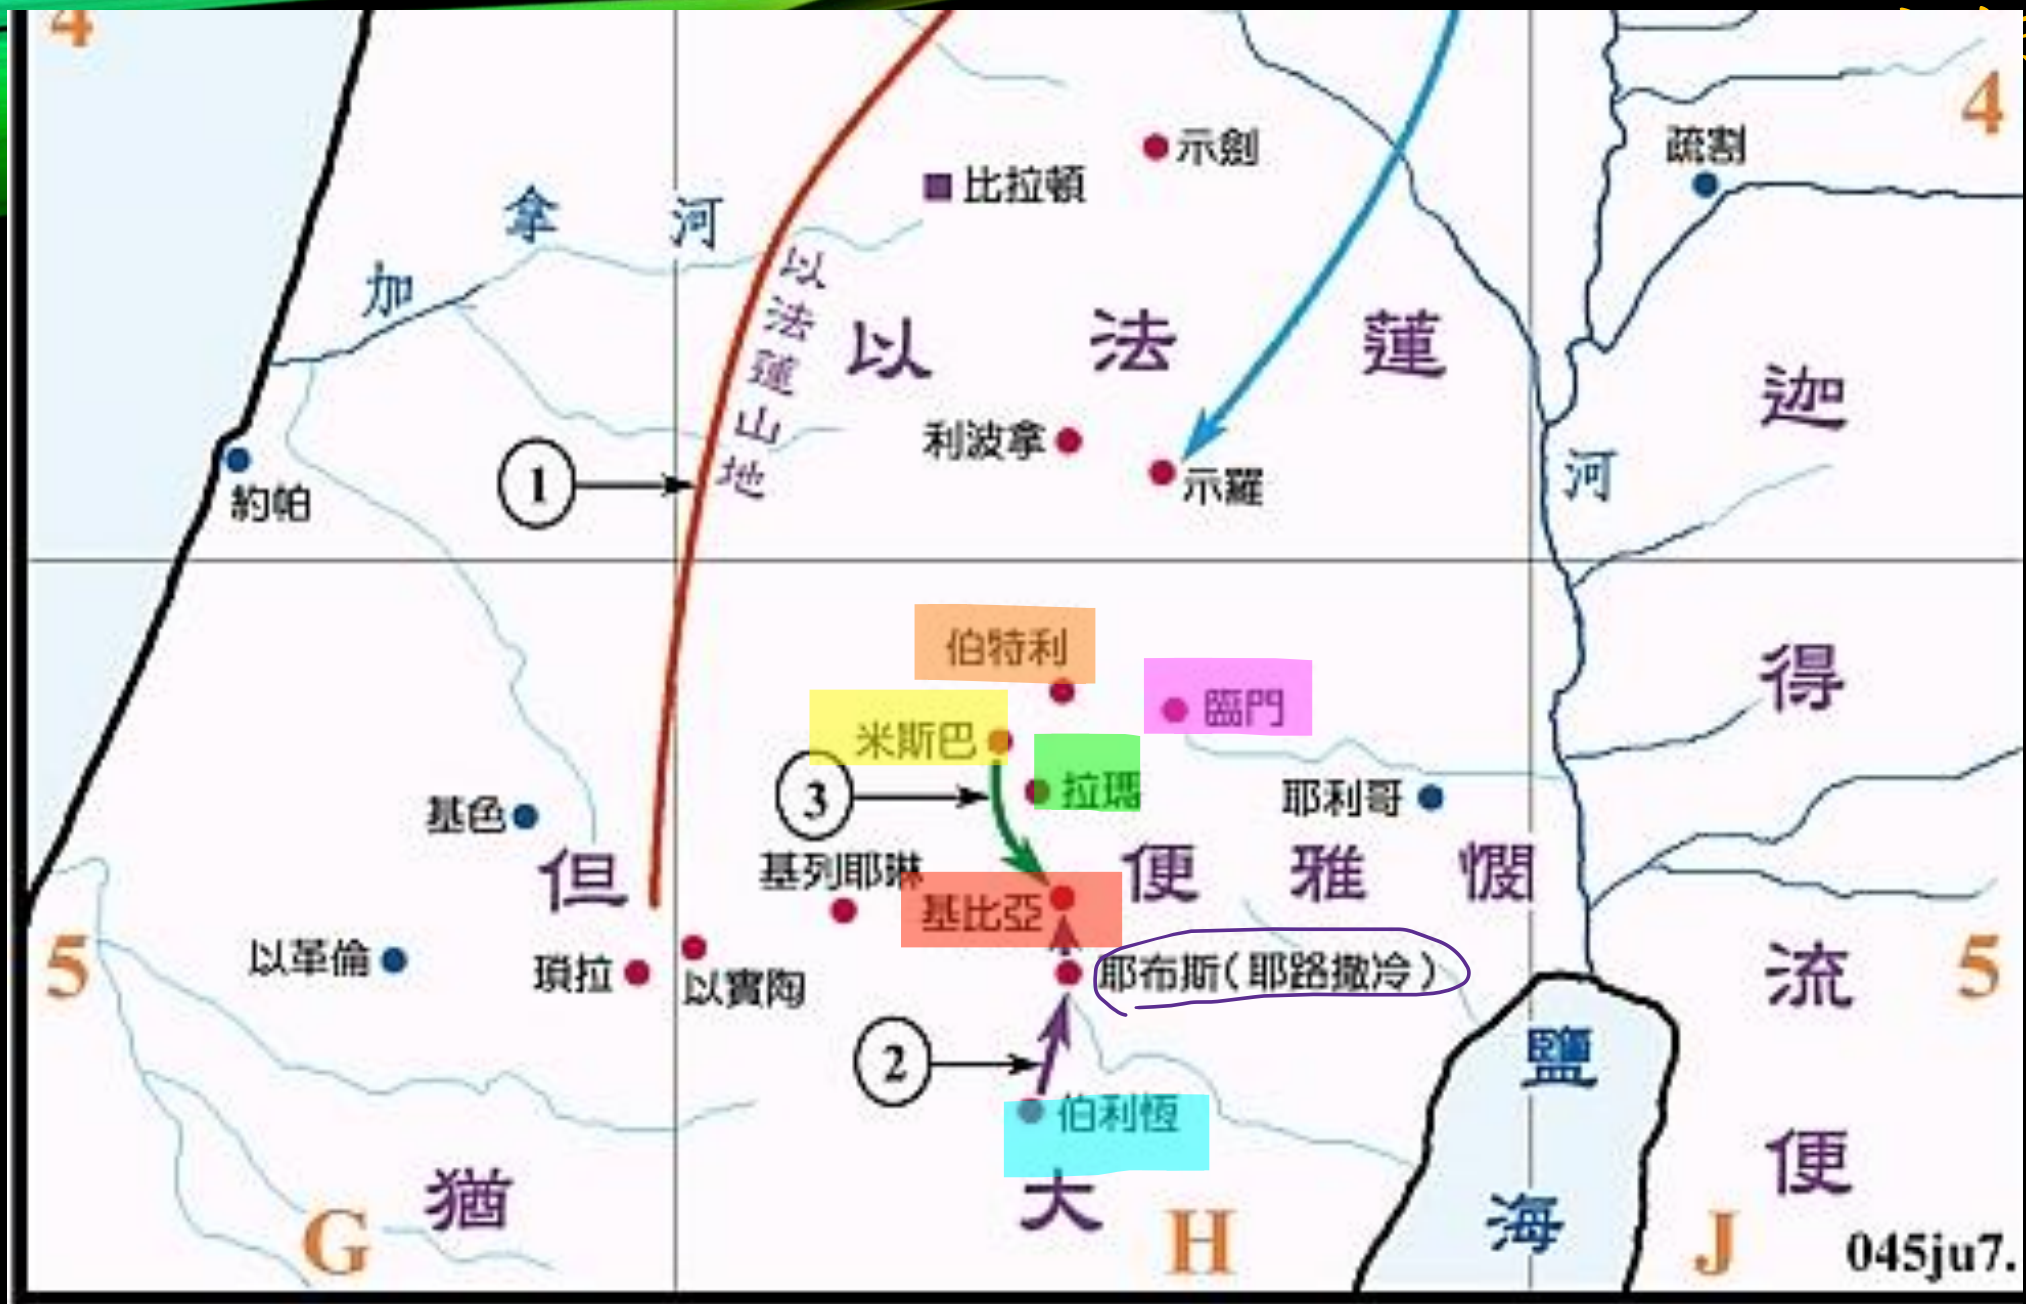 4
4
示劍
疏割
比拉頓
加拿河
以法蓮山地
以法蓮
迦得
利波拿
示羅
河
約帕
1
伯特利
臨門
米斯巴
拉瑪
3
耶利哥
基色
但
基列耶琳
便雅憫
基比亞
5
以革倫
瑣拉
以實陶
耶布斯(耶路撒冷)
流便
5
2
鹽海
伯利恆
猶大
G
H
J
045ju7.